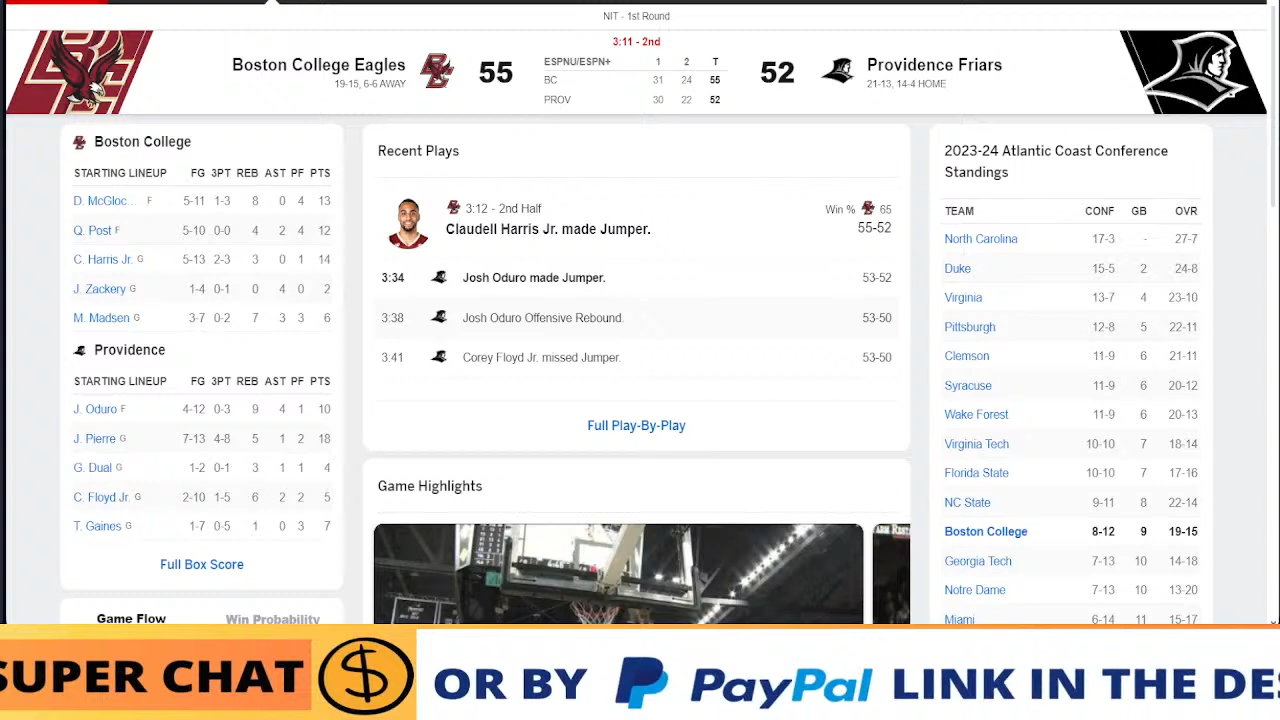 NIT - 1st Round
3:11 - 2nd
Boston College Eagles
19-15, 6-6 AWAY
55
ESPNU/ESPN+ 1 2 T
BC 31 24 55
PROV 30 22 52
52
Providence Friars
21-13, 14-4 HOME
Boston College
STARTING LINEUP FG 3PT REB AST PF PTS
D. McGloc... F 5-11 1-3 8 0 4 13
Q. Post F 5-10 0-0 4 2 4 12
C. Harris Jr. G 5-13 2-3 3 0 1 14
J. Zackery G 1-4 0-1 0 4 0 2
M. Madsen G 3-7 0-2 7 3 3 6
Providence
STARTING LINEUP FG 3PT REB AST PF PTS
J. Oduro F 4-12 0-3 9 4 1 10
J. Pierre G 7-13 4-8 5 1 2 18
G. Dual G 1-2 0-1 3 1 1 4
C. Floyd Jr. G 2-10 1-5 6 2 2 5
T. Gaines G 1-7 0-5 1 0 3 7
Full Box Score
Game Flow Win Probability
Recent Plays
3:12 - 2nd Half
Claudell Harris Jr. made Jumper.
Win % 65
55-52
3:34 Josh Oduro made Jumper. 53-52
3:38 Josh Oduro Offensive Rebound. 53-50
3:41 Corey Floyd Jr. missed Jumper. 53-50
Full Play-By-Play
Game Highlights
2023-24 Atlantic Coast Conference
Standings
TEAM CONF GB OVR
North Carolina 17-3 - 27-7
Duke 15-5 2 24-8
Virginia 13-7 4 23-10
Pittsburgh 12-8 5 22-11
Clemson 11-9 6 21-11
Syracuse 11-9 6 20-12
Wake Forest 11-9 6 20-13
Virginia Tech 10-10 7 18-14
Florida State 10-10 7 17-16
NC State 9-11 8 22-14
Boston College 8-12 9 19-15
Georgia Tech 7-13 10 14-18
Notre Dame 7-13 10 13-20
Miami 6-14 11 15-17
SUPER CHAT $ OR BY PayPal LINK IN THE DES